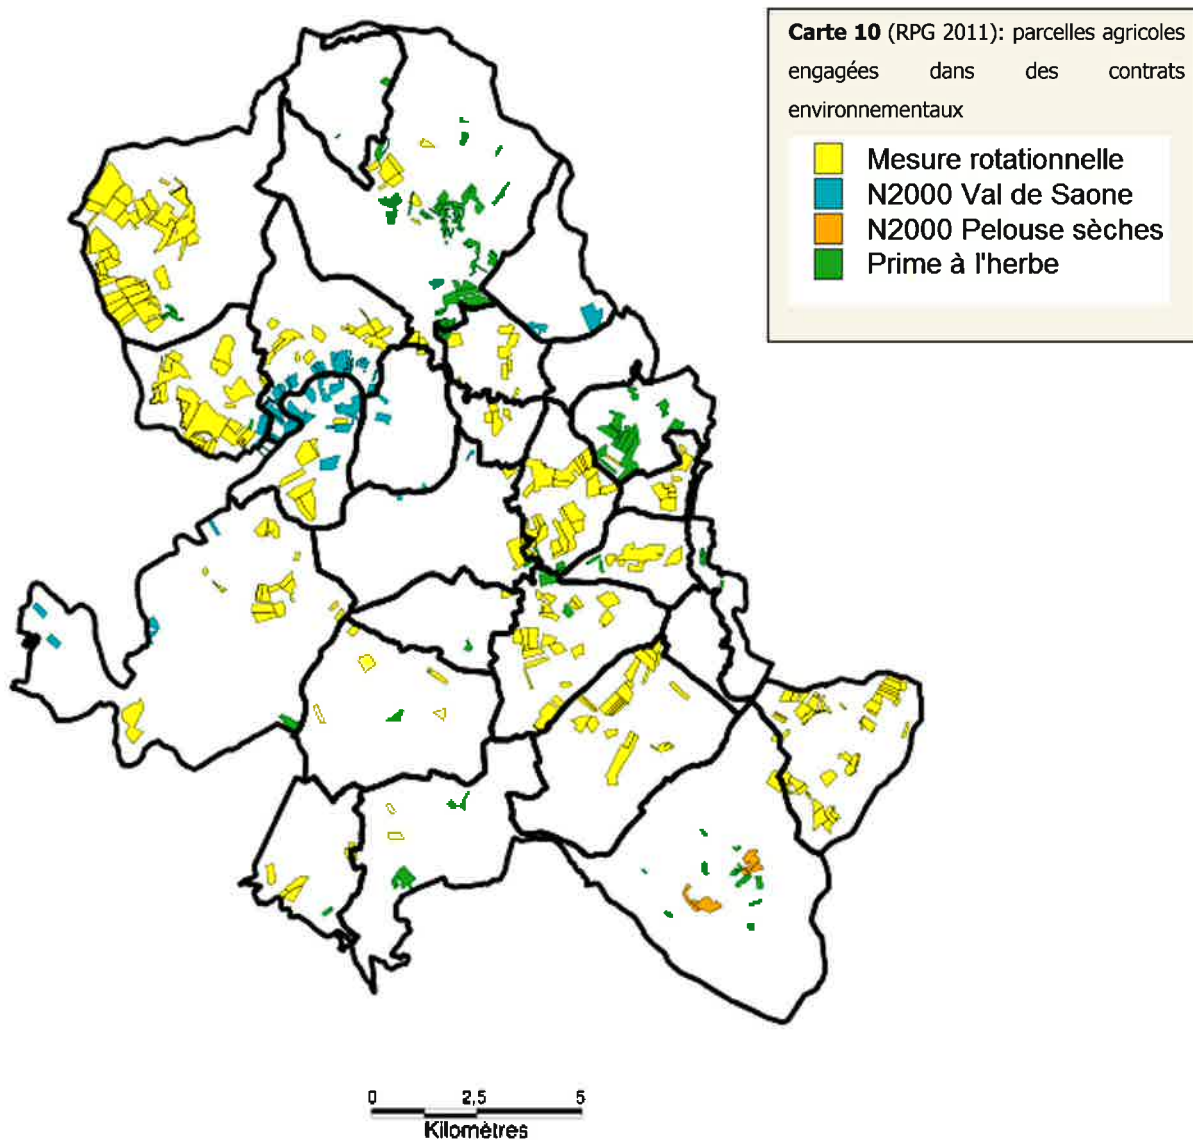 Carte 10 (RPG 2011): parcelles agricoles
engagées dans des contrats
environnementaux
Mesure rotationnelle
N2000 Val de Saone
N2000 Pelouse sèches
Prime à l'herbe
0 2,5 5
Kilomètres